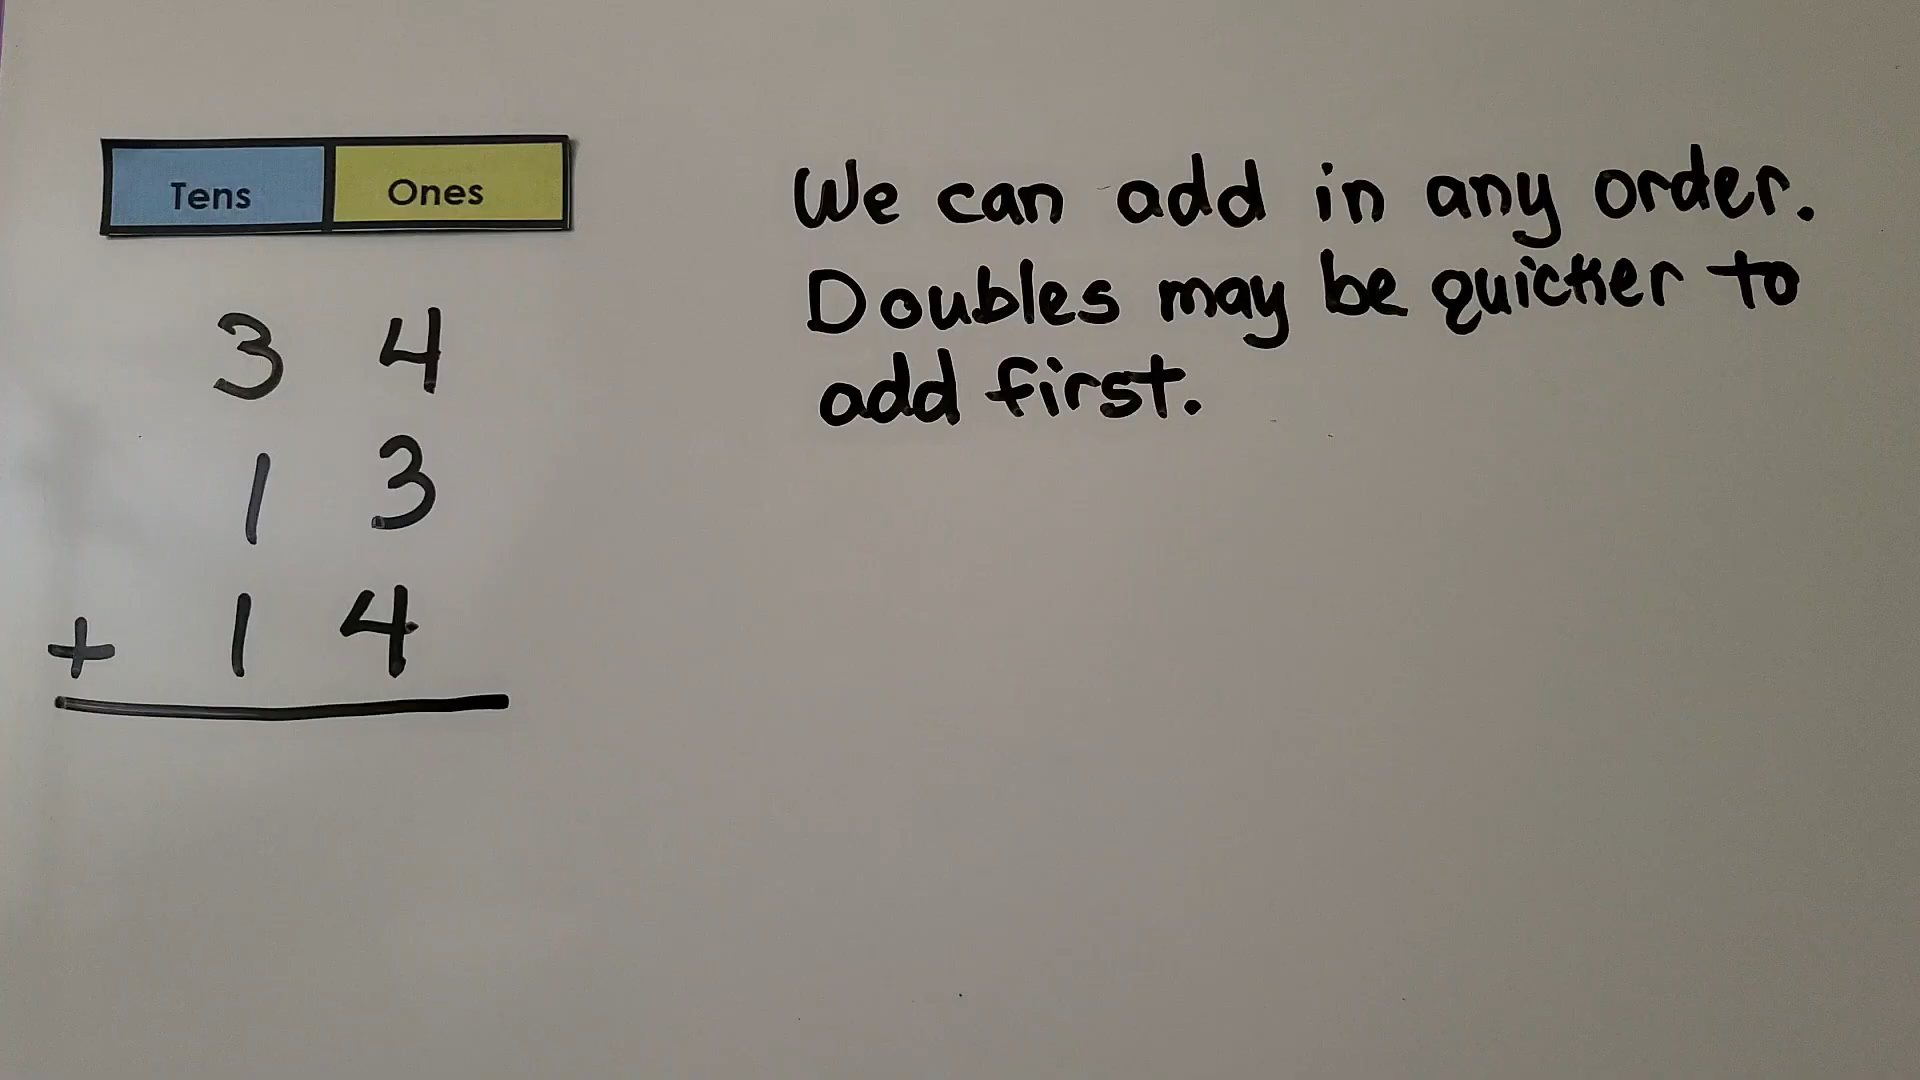 Tens Ones
We can add in any order.
3 4
Doubles may be quicker to
add first.
1 3
+ 1 4